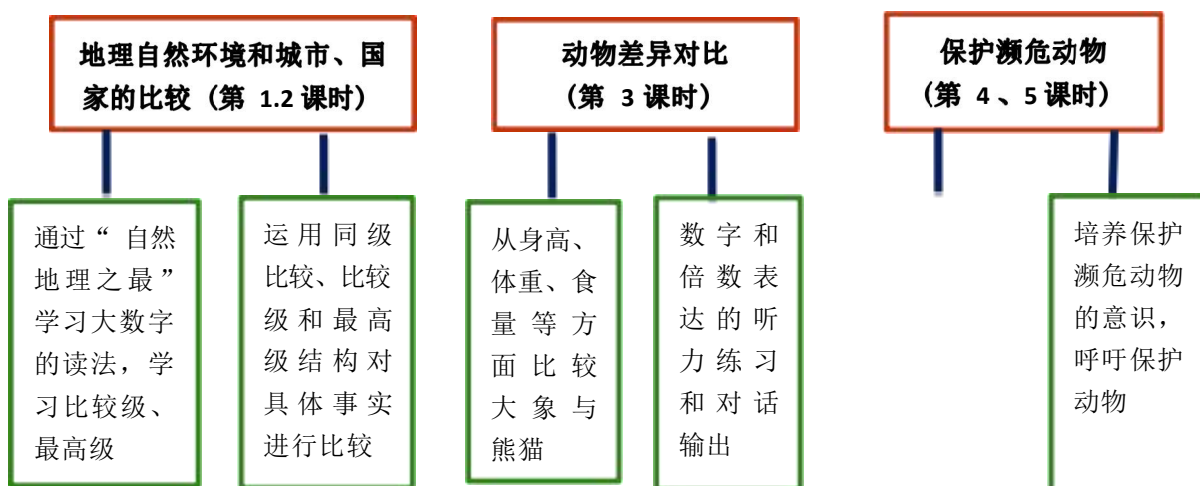 地理自然环境和城市、国
家的比较（第 1.2 课时）
动物差异对比
（第 3 课时）
保护濒危动物
（第 4 、5 课时）
通过“ 自然
地理之最”
学习大数字
的读法，学
习比较级、
最高级
运用同级
比较、比较
级和最高
级结构对
具体事实
进行比较
从身高、
体重、食
量等方
面比较
大象与
熊猫
数字和
倍数表
达的听
力练习
和对话
输出
培养保护
濒危动物
的意识，
呼吁保护
动物